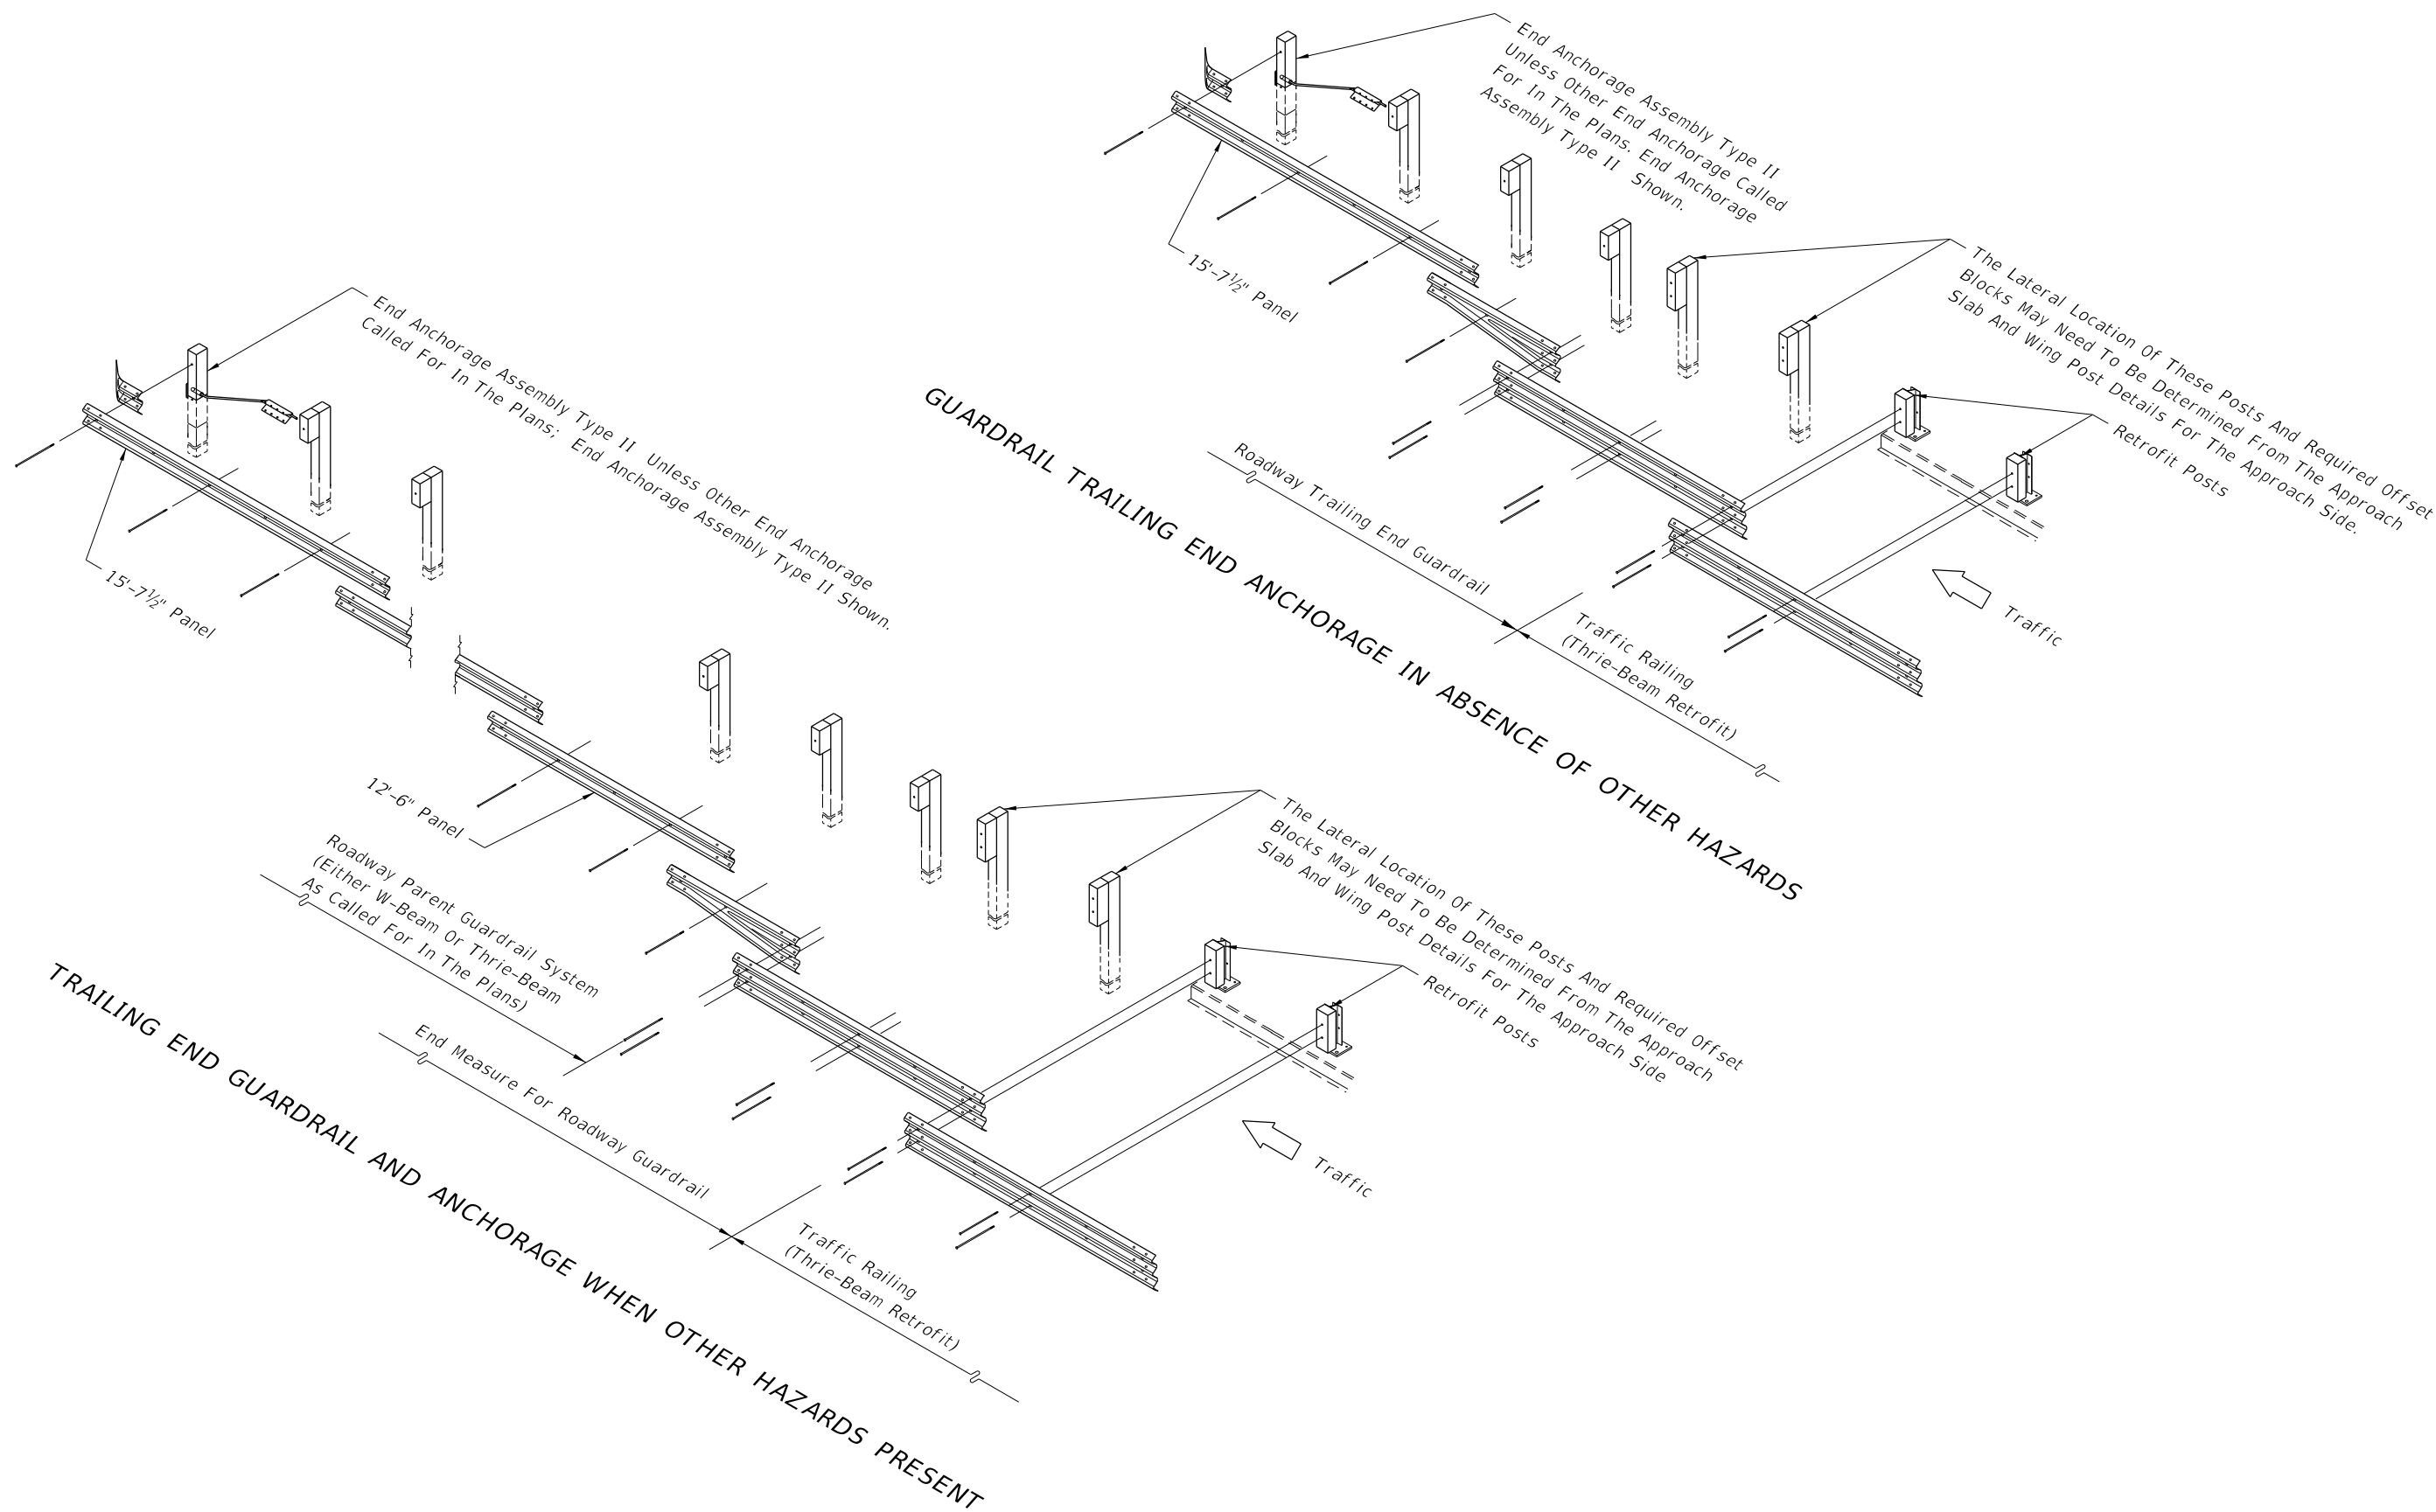 End Anchorage Assembly Type II
Unless Other End Anchorage Called
For In The Plans. End Anchorage
Assembly Type II Shown.
15'-7½" Panel
The Lateral Location Of These Posts And Required Offset
Blocks May Need To Be Determined From The Approach
Slab And Wing Post Details For The Approach Side.
Retrofit Posts
Roadway Trailing End Guardrail
Traffic Railing
(Thrie-Beam Retrofit)
Traffic
GUARDRAIL TRAILING END ANCHORAGE IN ABSENCE OF OTHER HAZARDS
End Anchorage Assembly Type II Unless Other End Anchorage
Called For In The Plans; End Anchorage Assembly Type II Shown.
15'-7½" Panel
12'-6" Panel
Roadway Parent Guardrail System
(Either W-Beam Or Thrie-Beam
As Called For In The Plans)
The Lateral Location Of These Posts And Required Offset
Blocks May Need To Be Determined From The Approach
Slab And Wing Post Details For The Approach Side
Retrofit Posts
End Measure For Roadway Guardrail
Traffic Railing
(Thrie-Beam Retrofit)
Traffic
TRAILING END GUARDRAIL AND ANCHORAGE WHEN OTHER HAZARDS PRESENT